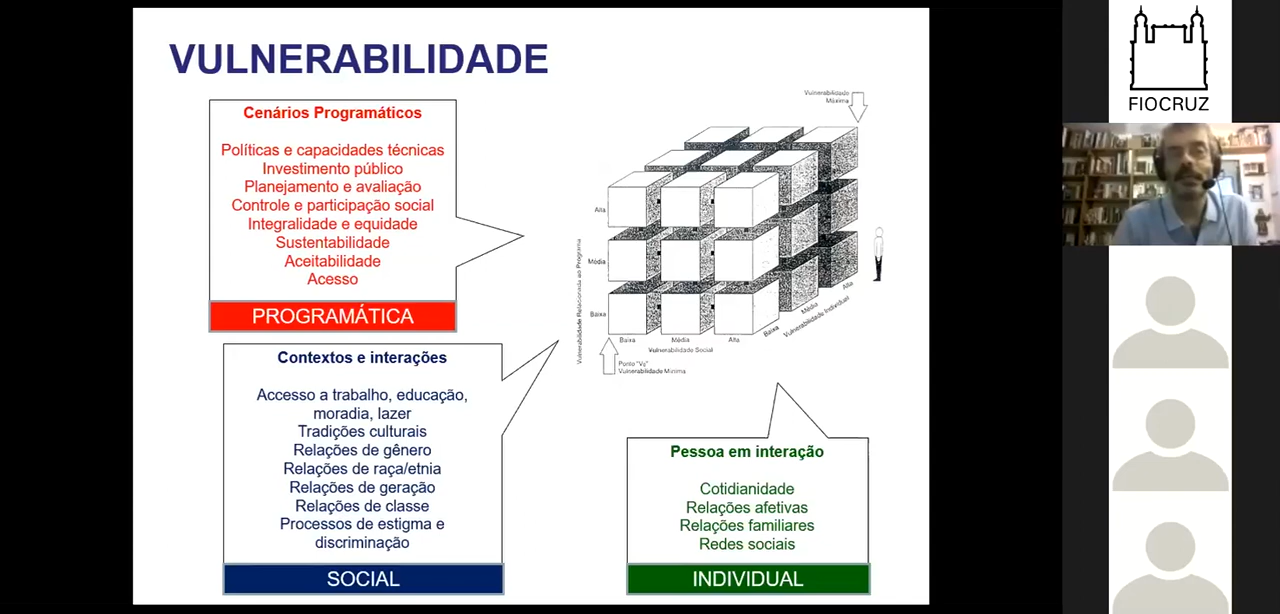 VULNERABILIDADE
Cenários Programáticos
Políticas e capacidades técnicas
Investimento público
Planejamento e avaliação
Controle e participação social
Integralidade e equidade
Sustentabilidade
Aceitabilidade
Acesso
PROGRAMÁTICA
Contextos e interações
Accesso a trabalho, educação,
moradia, lazer
Tradições culturais
Relações de gênero
Relações de raça/etnia
Relações de geração
Relações de classe
Processos de estigma e
discriminação
SOCIAL
Vulnerabilidade
Máxima
Alta
Média
Baixa
Vulnerabilidade Relacionada ao Programa
Baixa
Média
Alta
Vulnerabilidade Social
Baixa
Médio
Alta
Vulnerabilidade Individual
Ponto
Vulnerabilidade Mínima
Pessoa em interação
Cotidianidade
Relações afetivas
Relações familiares
Redes sociais
INDIVIDUAL
FIOCRUZ